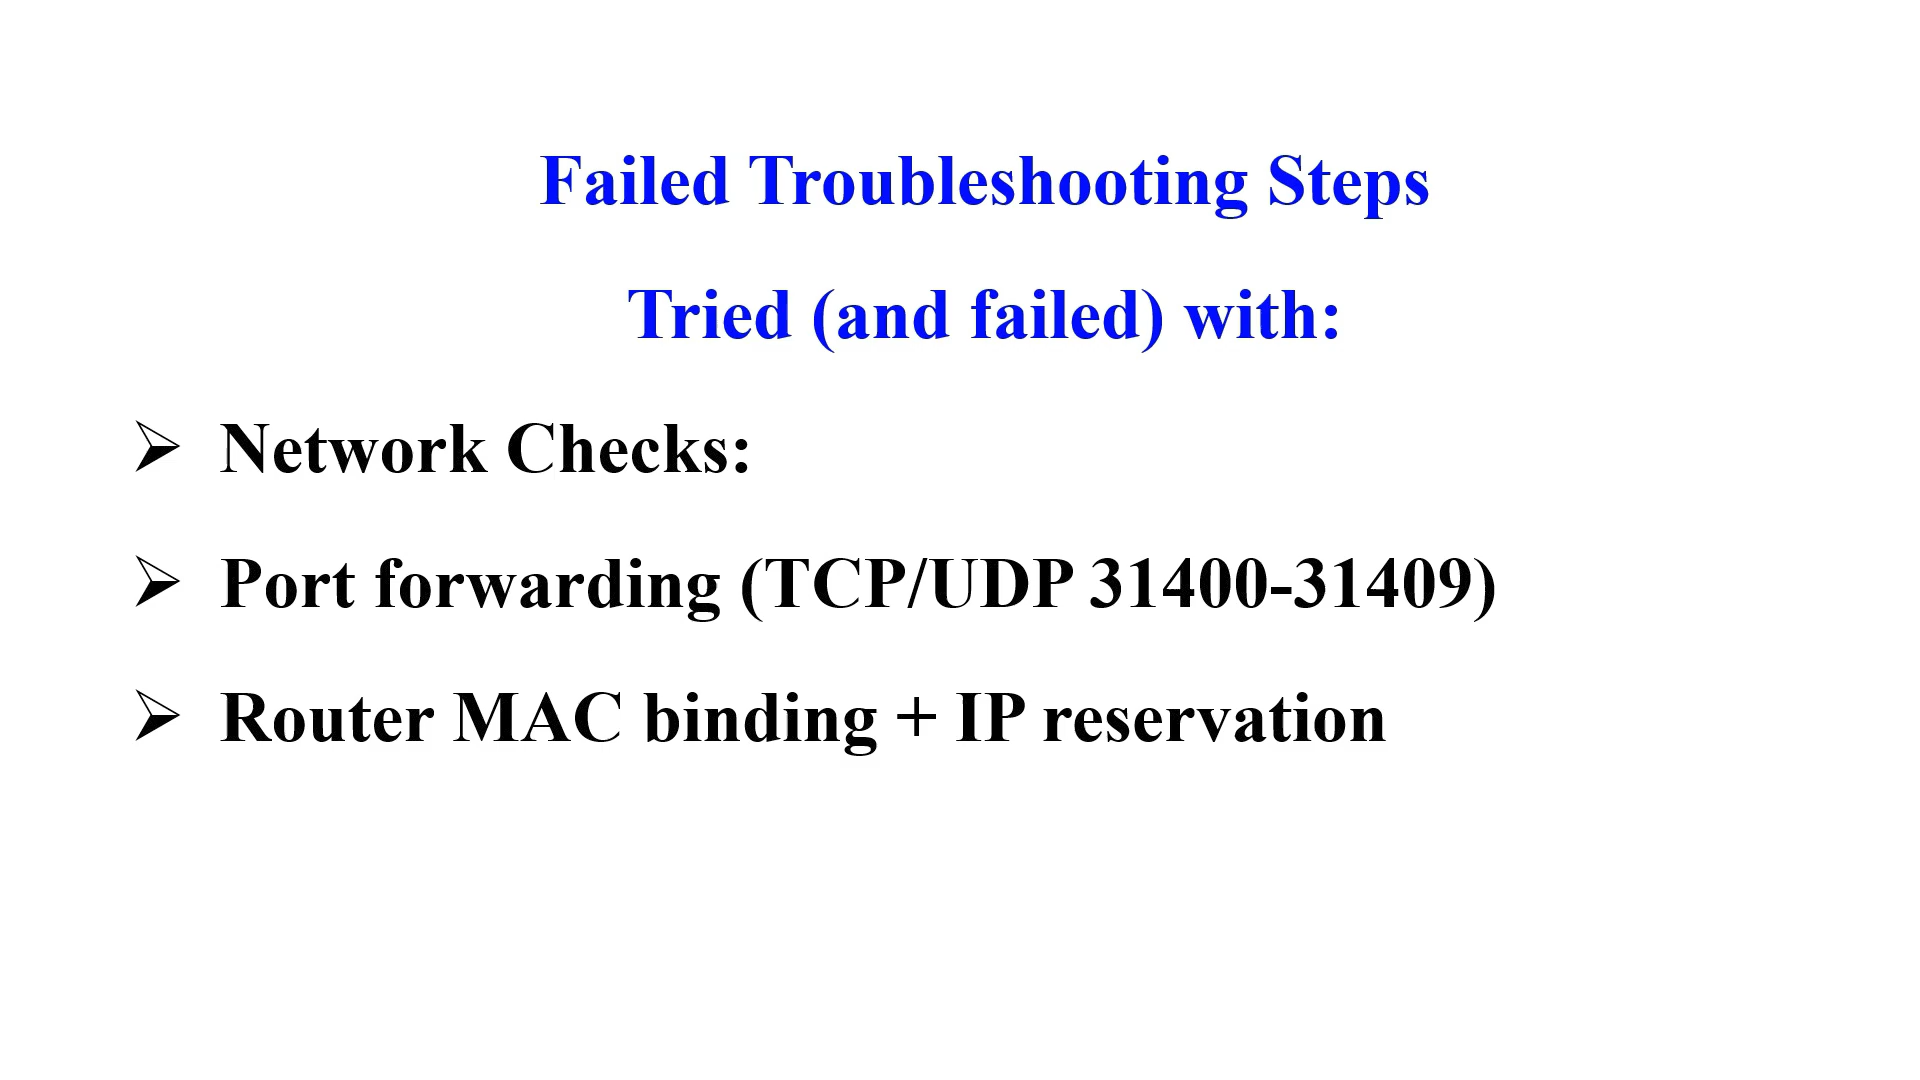 Failed Troubleshooting Steps
Tried (and failed) with:
➢ Network Checks:
➢ Port forwarding (TCP/UDP 31400-31409)
➢ Router MAC binding + IP reservation